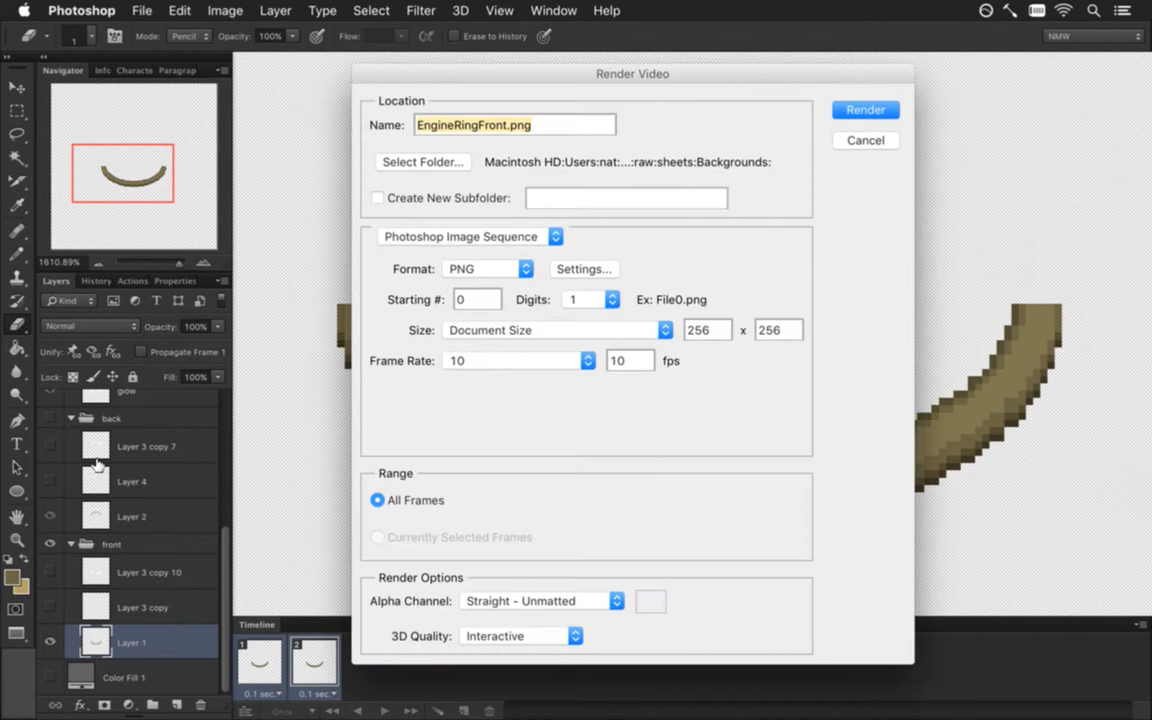 Photoshop File Edit Image Layer Type Select Filter 3D View Window Help
1 Mode: Pencil Opacity: 100% Flow: Erase to History NMW
Navigator Info Characte Paragrap
Render Video
Location
Name: EngineRingFront.png
Render
Select Folder... Macintosh HD:Users:nat:...:raw:sheets:Backgrounds:
Cancel
Create New Subfolder:
1610.89%
Layers History Actions Properties
Kind
Normal Opacity: 100%
Unify: Propagate Frame 1
Lock: Fill: 100%
glow
back
Layer 3 copy 7
Layer 4
Layer 2
front
Layer 3 copy 10
Layer 3 copy
Layer 1
Color Fill 1
Photoshop Image Sequence
Format: PNG Settings...
Starting #: 0 Digits: 1 Ex: File0.png
Size: Document Size 256 x 256
Frame Rate: 10 10 fps
Range
All Frames
Currently Selected Frames
Render Options
Alpha Channel: Straight - Unmatted
3D Quality: Interactive
Timeline
1 2
0.1 sec. 0.1 sec.
Once